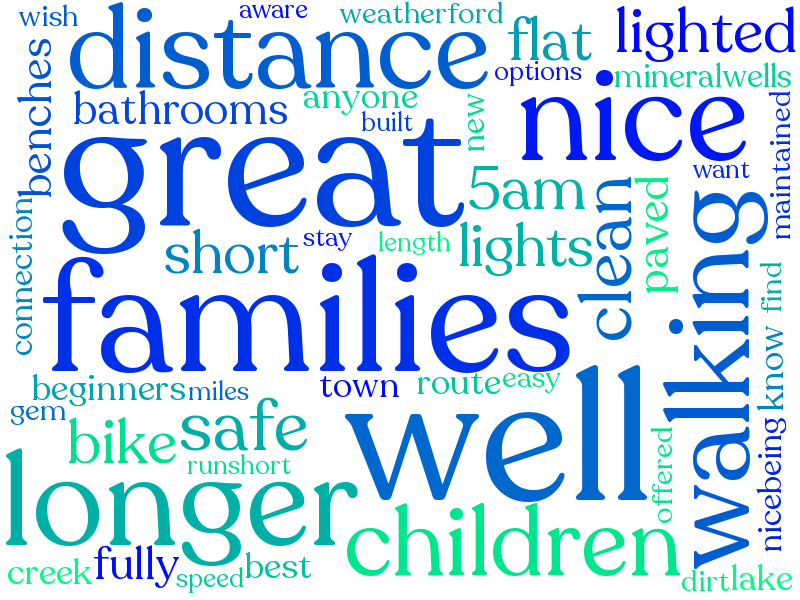 wish
aware
weatherford
distance
flat
lighted
options
mineralwells
benches
bathrooms
anyone
built
new
nice
maintained
great
5am
want
clean
paved
walking
connection
short
stay
length
lights
find
families
know
beginners
miles
town
route
easy
gem
bike
safe
well
offered
nicebeing
runshort
longer
children
creek
fully
speed
best
dirtlake